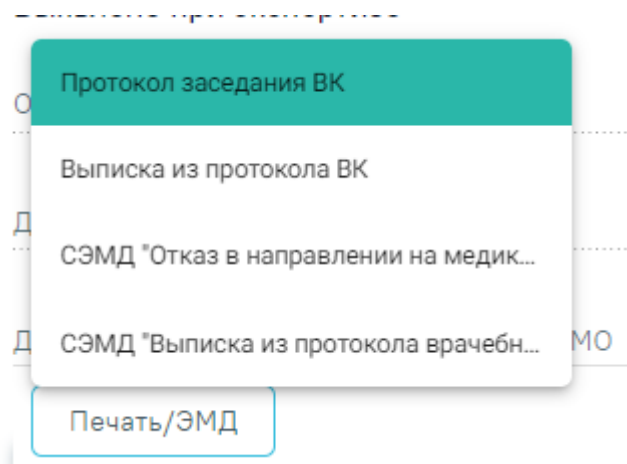 Протокол заседания ВК
Выписка из протокола ВК
СЭМД "Отказ в направлении на медик...
СЭМД "Выписка из протокола врачебн...
МО
Печать/ЭМД